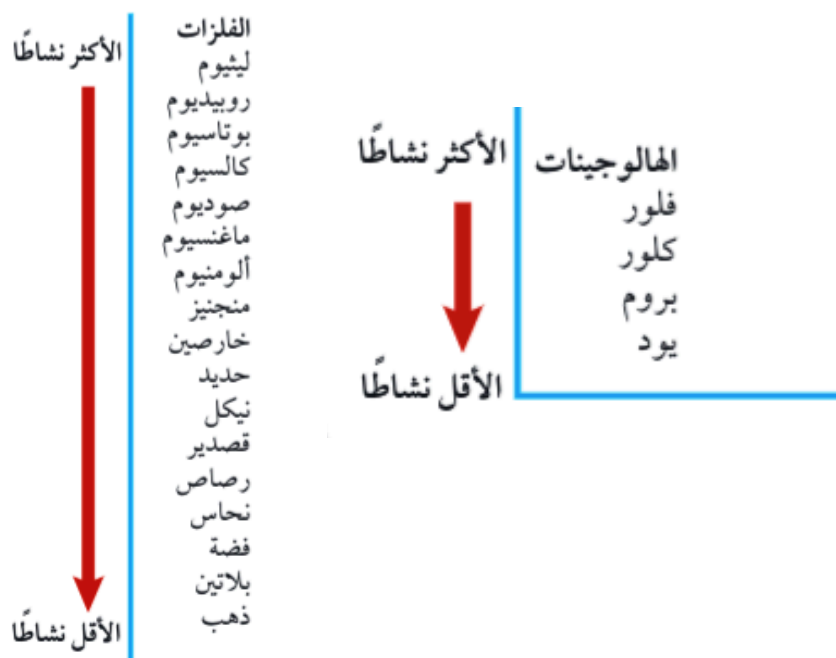 الفلزات
الأكثر نشاطًا
ليثيوم
روبيديوم
بوتاسيوم
كالسيوم
صوديوم
ماغنسيوم
ألومنيوم
منجنيز
خارصين
حديد
نيكل
قصدير
رصاص
نحاس
فضة
بلاتين
ذهب
الأقل نشاطًا
الهالوجينات
الأكثر نشاطًا
فلور
كلور
بروم
يود
الأقل نشاطًا